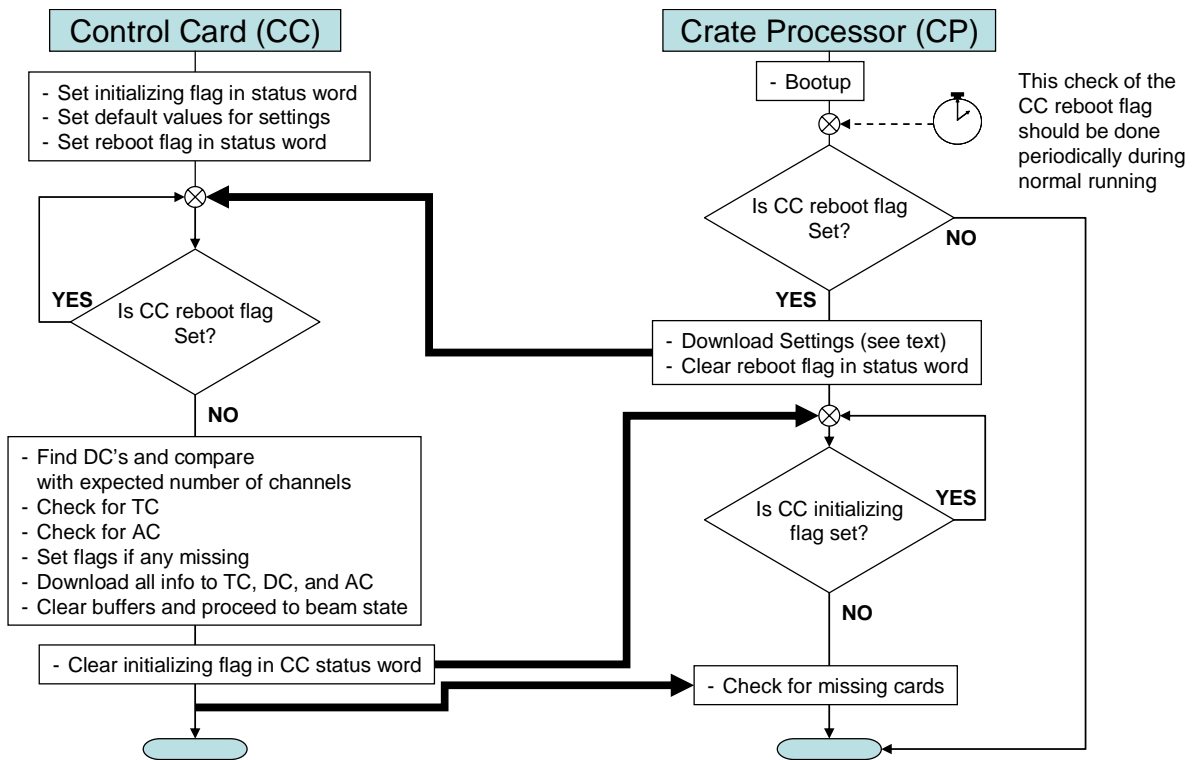 Control Card (CC)
- Set initializing flag in status word
- Set default values for settings
- Set reboot flag in status word
YES
Is CC reboot flag
Set?
NO
- Find DC's and compare
with expected number of channels
- Check for TC
- Check for AC
- Set flags if any missing
- Download all info to TC, DC, and AC
- Clear buffers and proceed to beam state
- Clear initializing flag in CC status word
Crate Processor (CP)
- Bootup
This check of the
CC reboot flag
should be done
periodically during
normal running
Is CC reboot flag
Set?
NO
YES
- Download Settings (see text)
- Clear reboot flag in status word
YES
Is CC initializing
flag set?
NO
- Check for missing cards